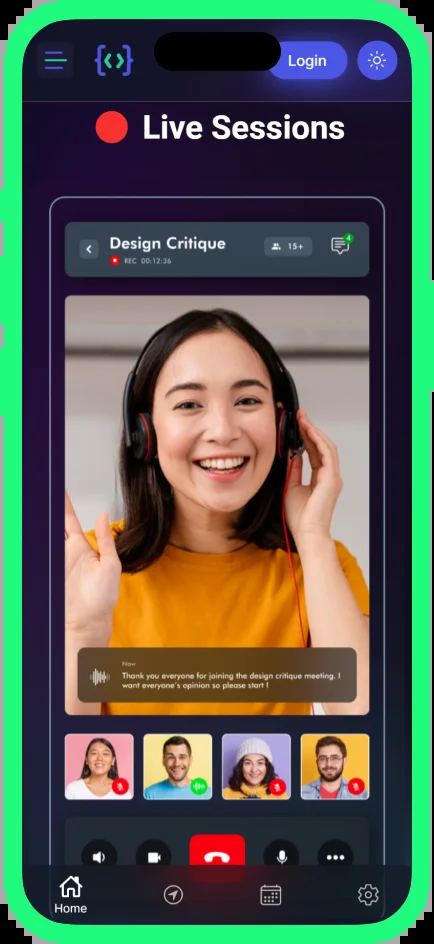 Login
Live Sessions
Design Critique
15+
4
REC 00:12:36
Now
Thank you everyone for joining the design critique meeting. I
want everyone's opinion so please start !
Home